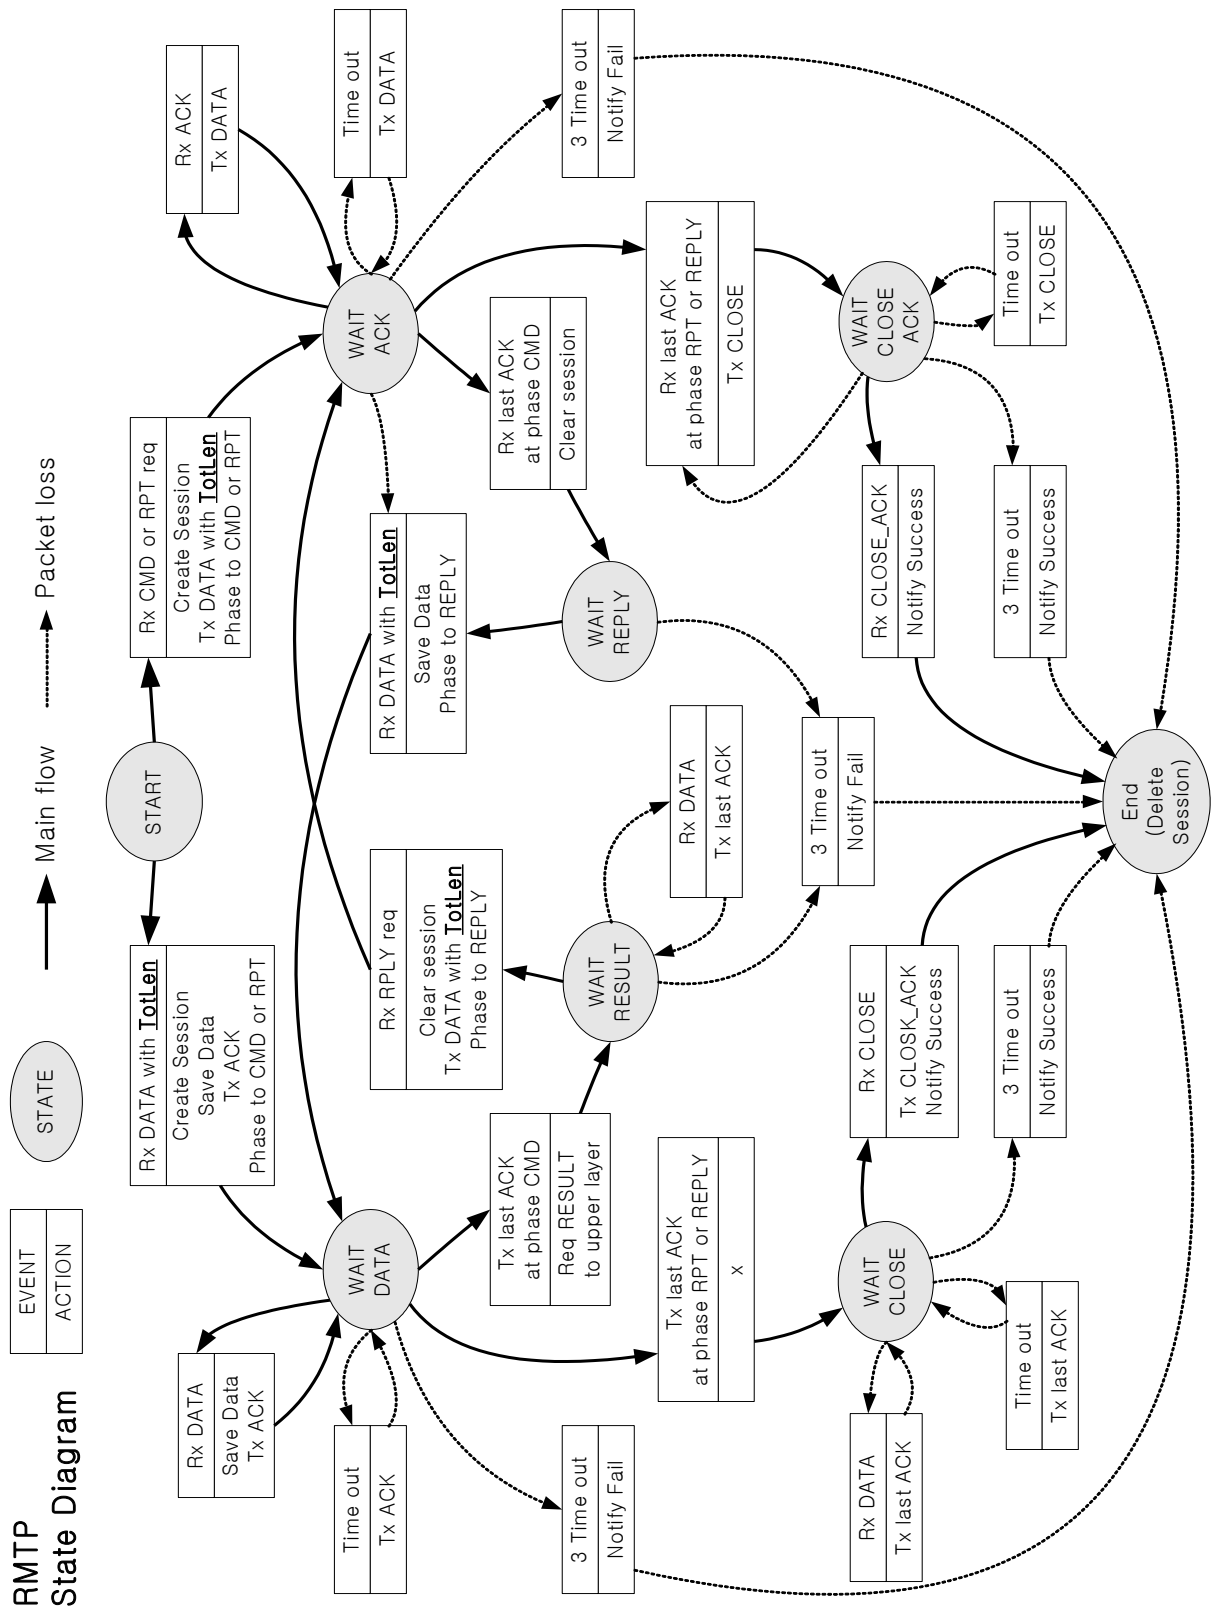 RMTP
State Diagram
EVENT
ACTION
STATE
Main flow
Packet loss
START
Rx DATA with TotLen
Create Session
Save Data
Tx ACK
Phase to CMD or RPT
Rx CMD or RPT req
Create Session
Tx DATA with TotLen
Phase to CMD or RPT
Rx DATA
Save Data
Tx ACK
Rx ACK
Tx DATA
Time out
Tx ACK
WAIT
DATA
WAIT
ACK
Time out
Tx DATA
Rx RPLY req
Clear session
Tx DATA with TotLen
Phase to REPLY
Rx DATA with TotLen
Save Data
Phase to REPLY
Tx last ACK
at phase CMD
Req RESULT
to upper layer
Rx last ACK
at phase CMD
Clear session
3 Time out
Notify Fail
WAIT
RESULT
WAIT
REPLY
3 Time out
Notify Fail
Tx last ACK
at phase RPT or REPLY
x
Rx DATA
Tx last ACK
Rx last ACK
at phase RPT or REPLY
Tx CLOSE
3 Time out
Notify Fail
Rx DATA
Tx last ACK
WAIT
CLOSE
Rx CLOSE
Tx CLOSK_ACK
Notify Success
Rx CLOSE_ACK
Notify Success
WAIT
CLOSE
ACK
Time out
Tx last ACK
3 Time out
Notify Success
3 Time out
Notify Success
Time out
Tx CLOSE
End
(Delete
Session)